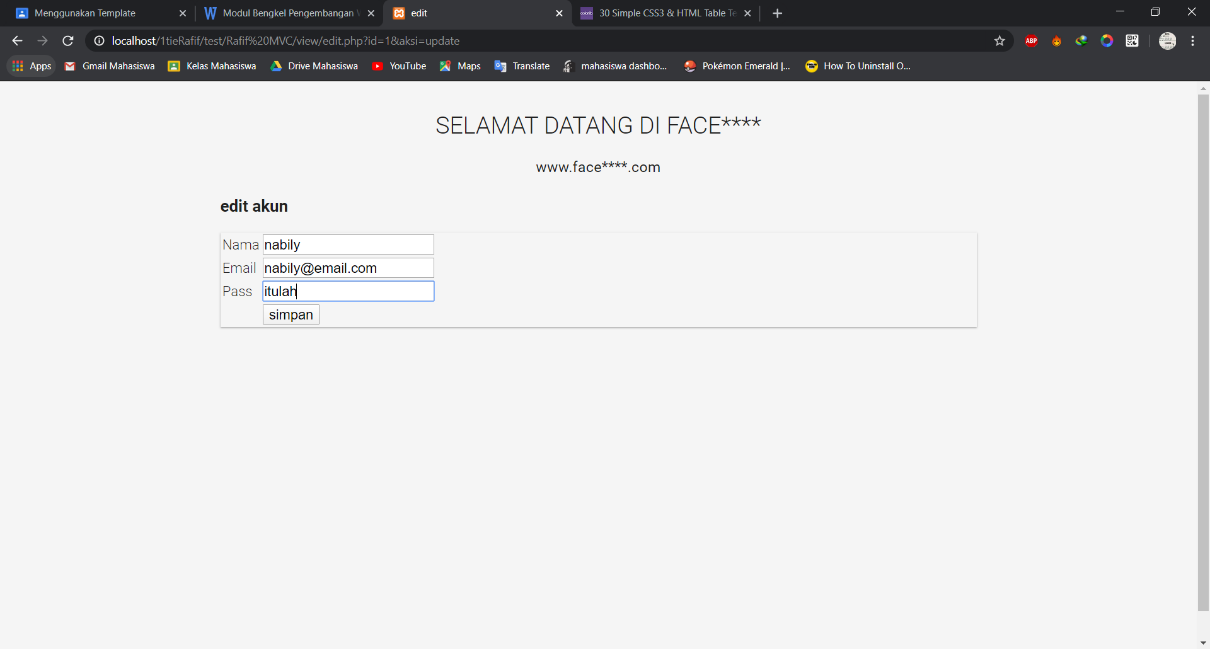 Menggunakan Template
Modul Bengkel Pengembangan
edit
30 Simple CSS3 & HTML Table Te
localhost/1tieRafif/test/Rafif%20MVC/view/edit.php?id=1&aksi=update
ABP
Apps
Gmail Mahasiswa
Kelas Mahasiswa
Drive Mahasiswa
YouTube
Maps
Translate
mahasiswa dashbo...
Pokémon Emerald |...
How To Uninstall O...
SELAMAT DATANG DI FACE****
www.face****.com
edit akun
Nama nabily
Email nabily@email.com
Pass itulah
simpan